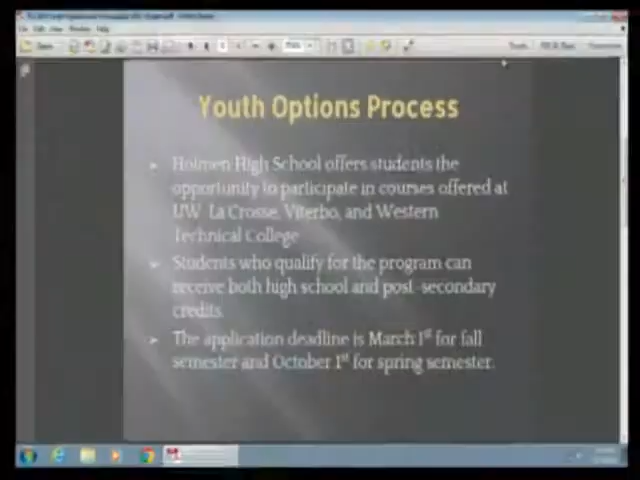 Youth Options Process
Holmen High School offers students the
opportunity to participate in courses offered at
UW La Crosse, Viterbo, and Western
Technical College
Students who qualify for the program can
receive both high school and post-secondary
credits.
The application deadline is March 1st for fall
semester and October 1st for spring semester.